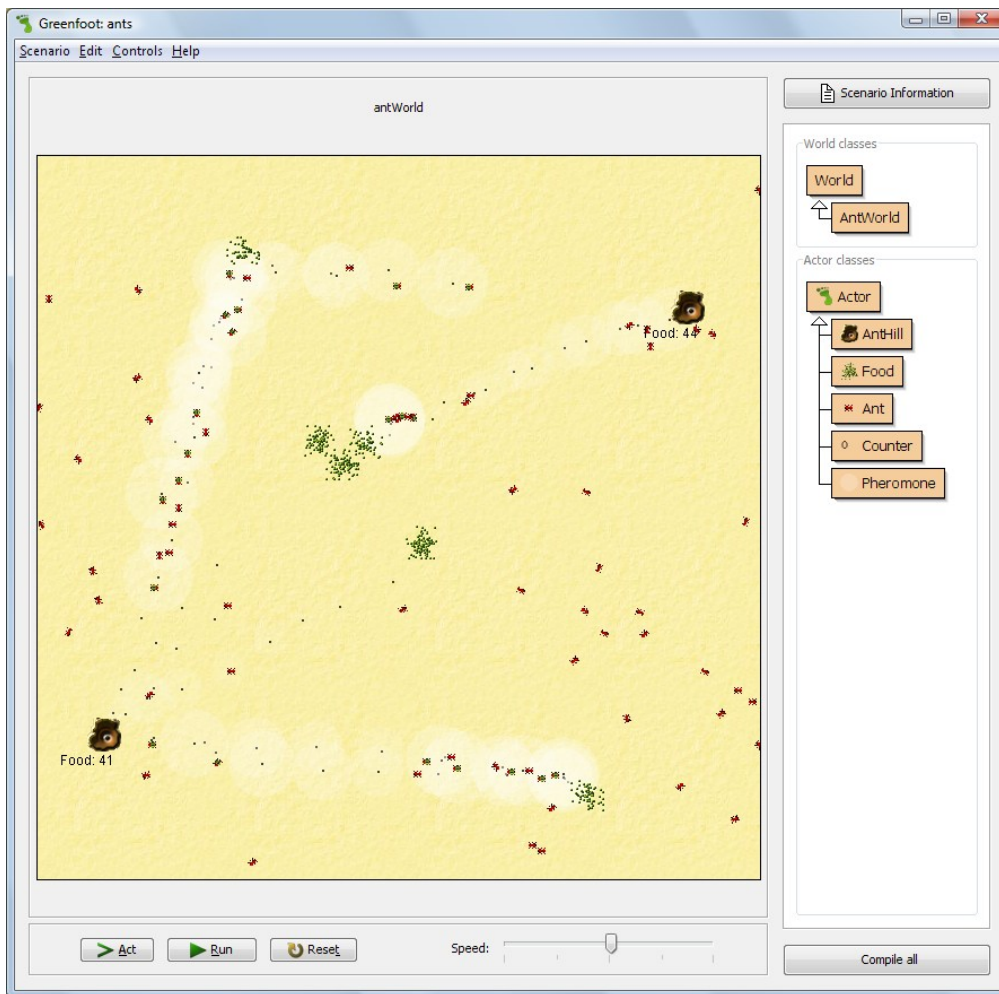 Greenfoot: ants
Scenario Edit Controls Help
antWorld
Scenario Information
World classes
World
AntWorld
Actor classes
Actor
AntHill
Food
Ant
Counter
Pheromone
Food: 44
Food: 41
Act
Run
Reset
Speed:
Compile all